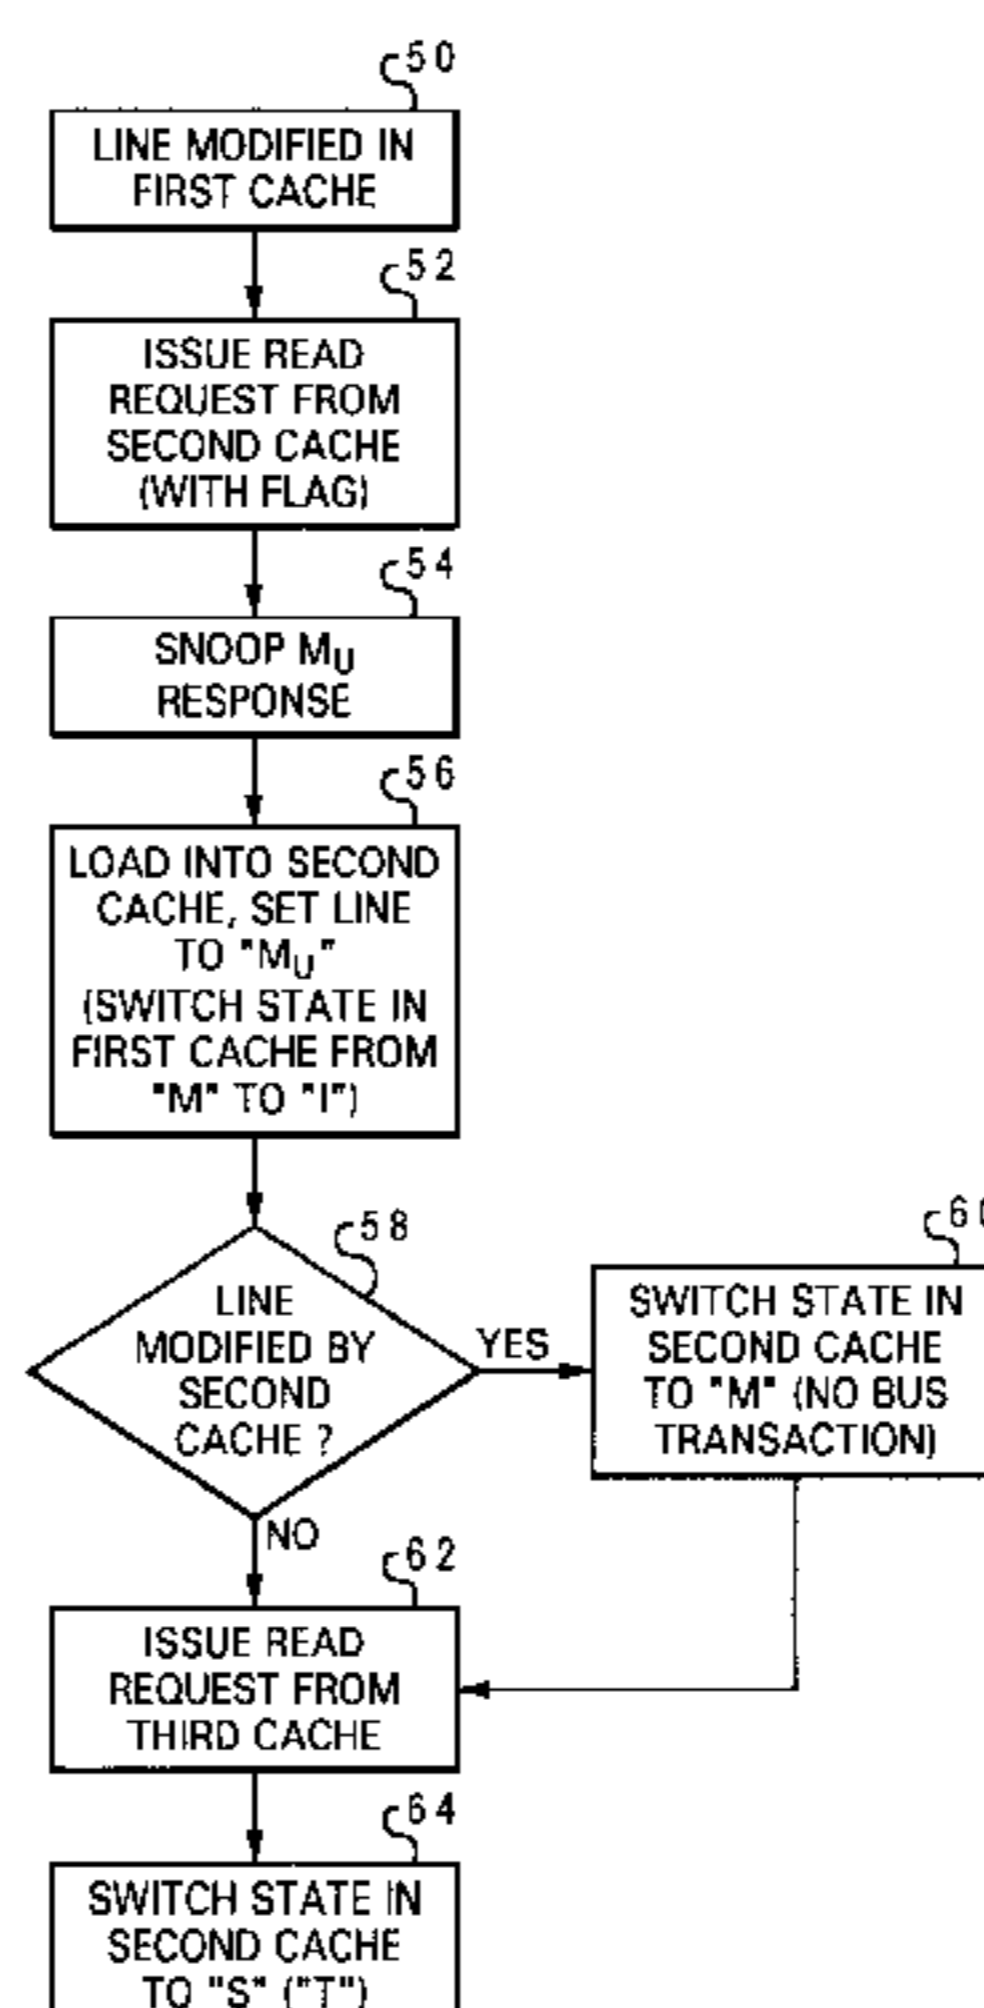 50
LINE MODIFIED IN
FIRST CACHE
52
ISSUE READ
REQUEST FROM
SECOND CACHE
(WITH FLAG)
54
SNOOP MU
RESPONSE
56
LOAD INTO SECOND
CACHE, SET LINE
TO "MU"
(SWITCH STATE IN
FIRST CACHE FROM
"M" TO "I")
58
LINE
MODIFIED BY
SECOND
CACHE ?
YES
60
SWITCH STATE IN
SECOND CACHE
TO "M" (NO BUS
TRANSACTION)
NO
62
ISSUE READ
REQUEST FROM
THIRD CACHE
64
SWITCH STATE IN
SECOND CACHE
TO "S" ("T")